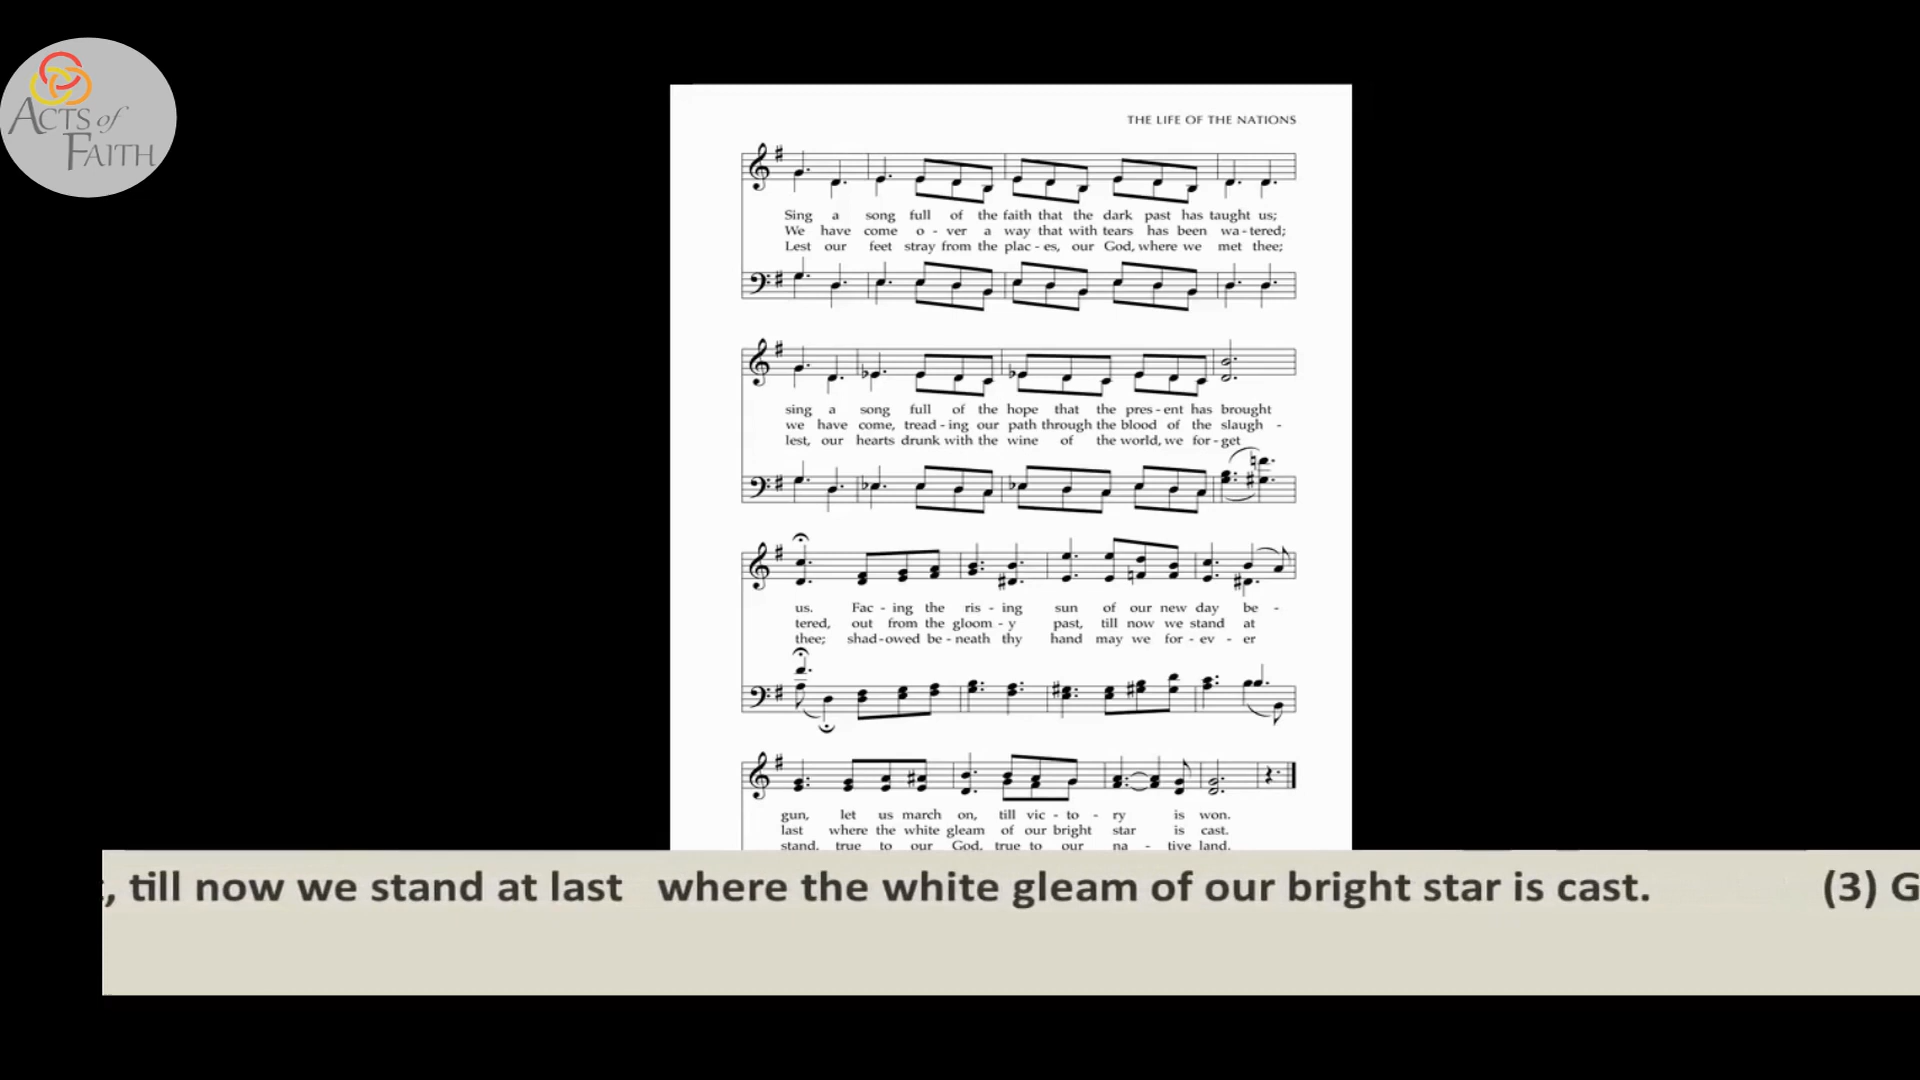 ACTS of
FAITH
THE LIFE OF THE NATIONS
Sing a song full of the faith that the dark past has taught us;
We have come o - ver a way that with tears has been wa - tered;
Lest our feet stray from the plac - es, our God, where we met thee;
sing a song full of the hope that the pres - ent has brought
we have come, tread - ing our path through the blood of the slaugh -
lest, our hearts drunk with the wine of the world, we for - get
us. Fac - ing the ris - ing sun of our new day be -
tered, out from the gloom - y past, till now we stand at
thee; shad - owed be - neath thy hand may we for - ev - er
gun, let us march on, till vic - to - ry is won.
last where the white gleam of our bright star is cast.
stand, true to our God, true to our na - tive land.
, till now we stand at last where the white gleam of our bright star is cast. (3) G